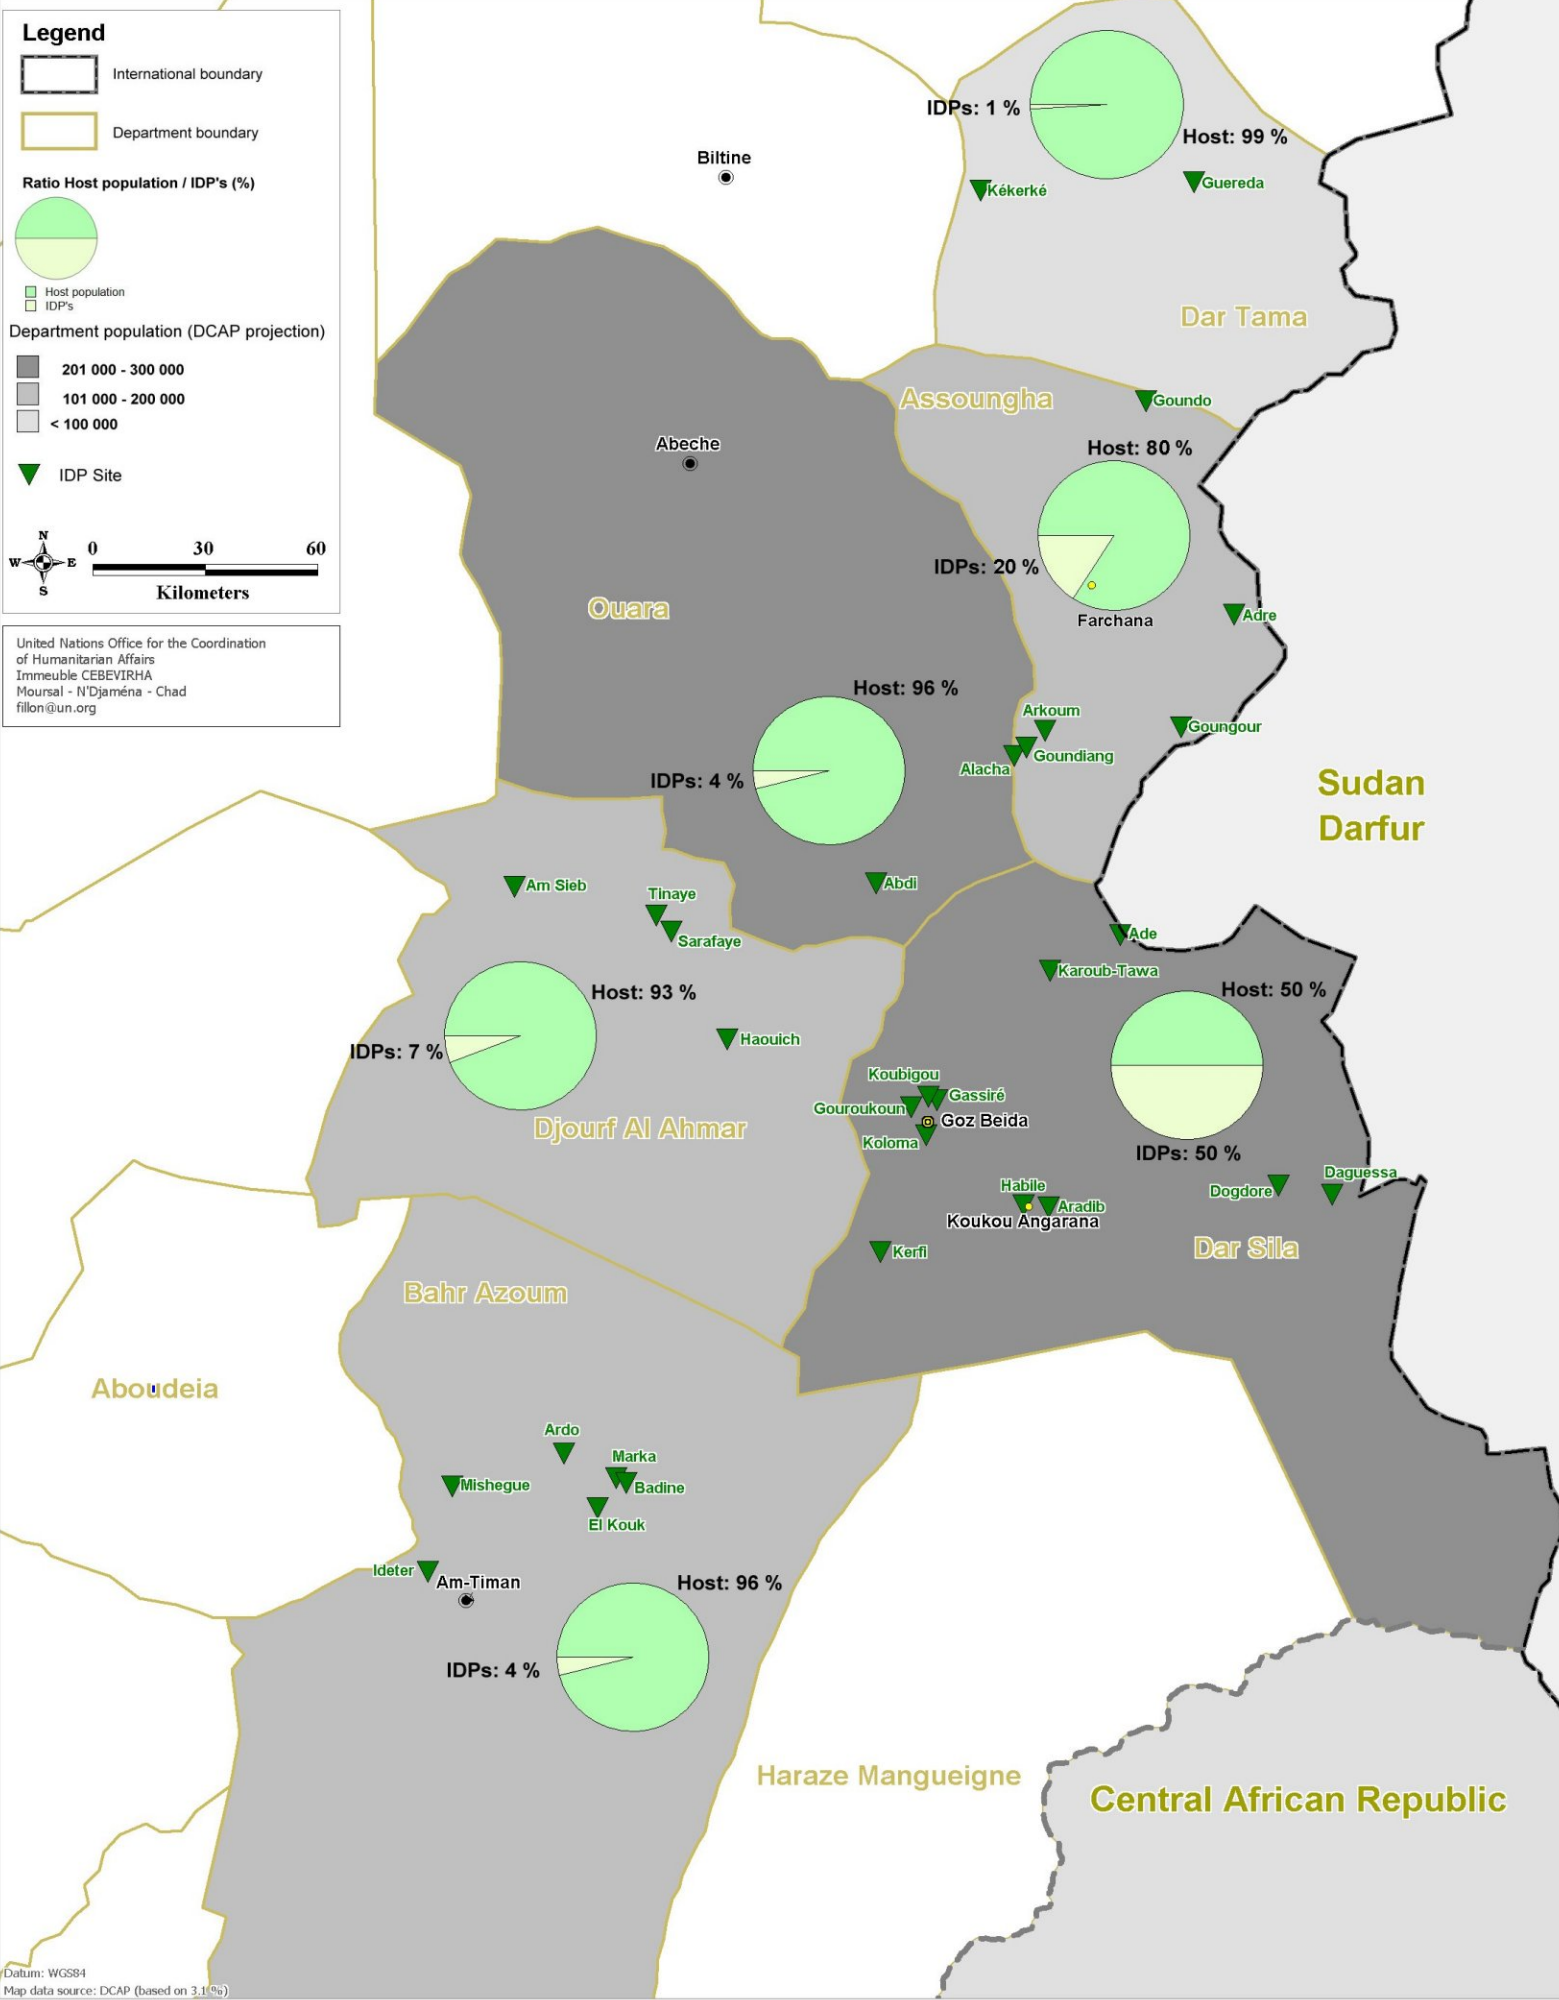 Legend
International boundary
Department boundary
Ratio Host population / IDP's (%)
Host population
IDP's
Department population (DCAP projection)
201 000 - 300 000
101 000 - 200 000
< 100 000
IDP Site
N
W
E
S
0 30 60
Kilometers
United Nations Office for the Coordination
of Humanitarian Affairs
Immeuble CEBEVIRHA
Moursal - N'Djaména - Chad
fillon@un.org
IDPs: 1 %
Host: 99 %
Biltine
Kékerké
Guereda
Dar Tama
Assoungha
Goundo
Abeche
Host: 80 %
IDPs: 20 %
Ouara
Farchana
Adre
Host: 96 %
Arkoum
Goungour
Goundiang
Alacha
IDPs: 4 %
Sudan
Darfur
Am Sieb
Tinaye
Abdi
Sarafaye
Ade
Karoub-Tawa
Host: 93 %
Host: 50 %
Haouich
IDPs: 7 %
Koubigou
Gassiré
Gouroukoun
Goz Beida
Djourf Al Ahmar
Koloma
IDPs: 50 %
Daguessa
Habile
Dogdore
Aradib
Koukou Angarana
Kerfi
Dar Sila
Bahr Azoum
Aboudeia
Ardo
Marka
Mishegue
Badine
El Kouk
Ideter
Am-Timan
Host: 96 %
IDPs: 4 %
Haraze Mangueigne
Central African Republic
Datum: WGS84
Map data source: DCAP (based on 3.1 %)